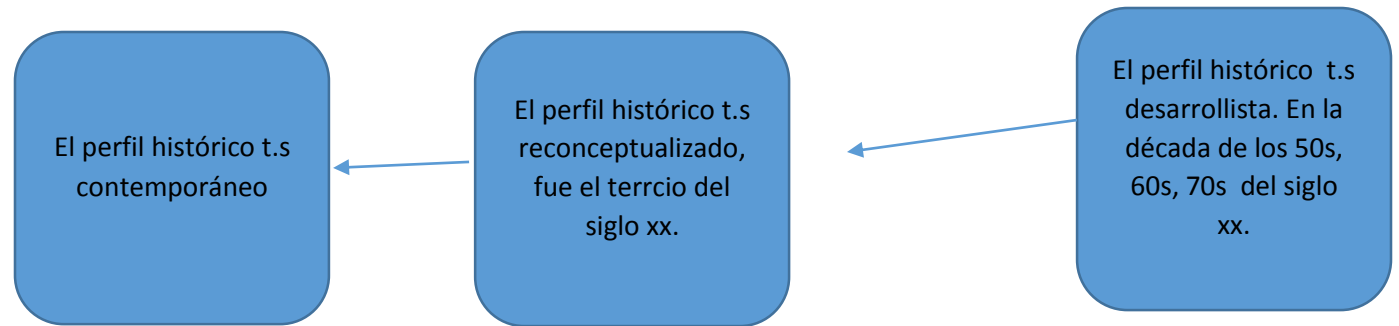 El perfil histórico t.s
contemporáneo
El perfil histórico t.s
reconceptualizado,
fue el terrcio del
siglo xx.
El perfil histórico t.s
desarrollista. En la
década de los 50s,
60s, 70s del siglo
xx.